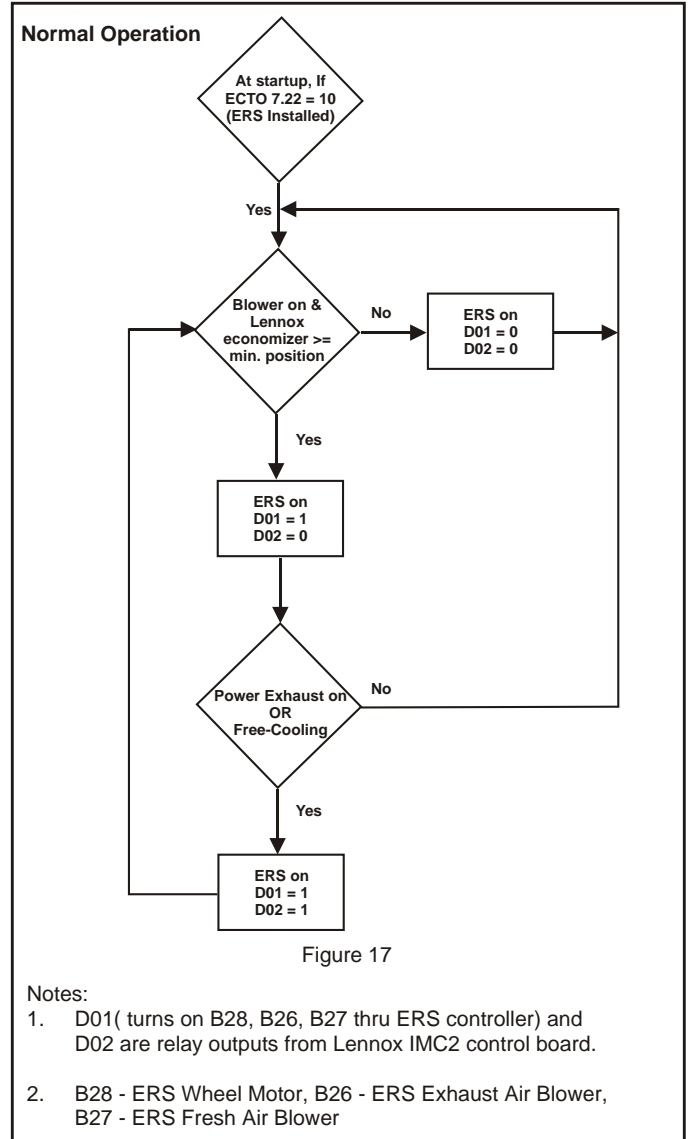 Normal Operation
At startup, If
ECTO 7.22 = 10
(ERS Installed)
Yes
Blower on &
Lennox
economizer >=
min. position
No
ERS on
D01 = 0
D02 = 0
Yes
ERS on
D01 = 1
D02 = 0
Power Exhaust on
OR
Free-Cooling
No
Yes
ERS on
D01 = 1
D02 = 1
Figure 17
Notes:
1. D01( turns on B28, B26, B27 thru ERS controller) and
D02 are relay outputs from Lennox IMC2 control board.
2. B28 - ERS Wheel Motor, B26 - ERS Exhaust Air Blower,
B27 - ERS Fresh Air Blower